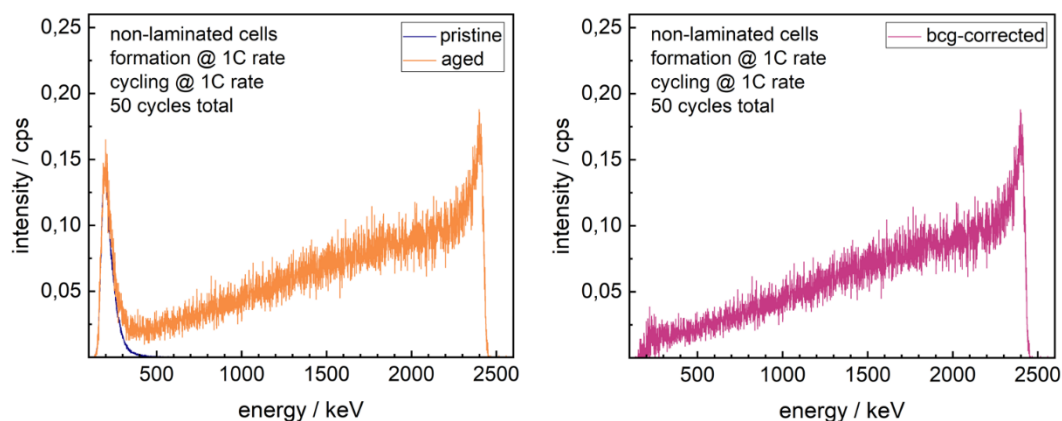 0,25
0,20
0,15
0,10
0,05
intensity / cps
non-laminated cells
formation @ 1C rate
cycling @ 1C rate
50 cycles total
pristine
aged
500 1000 1500 2000 2500
energy / keV
0,25
0,20
0,15
0,10
0,05
intensity / cps
non-laminated cells
formation @ 1C rate
cycling @ 1C rate
50 cycles total
bcg-corrected
500 1000 1500 2000 2500
energy / keV